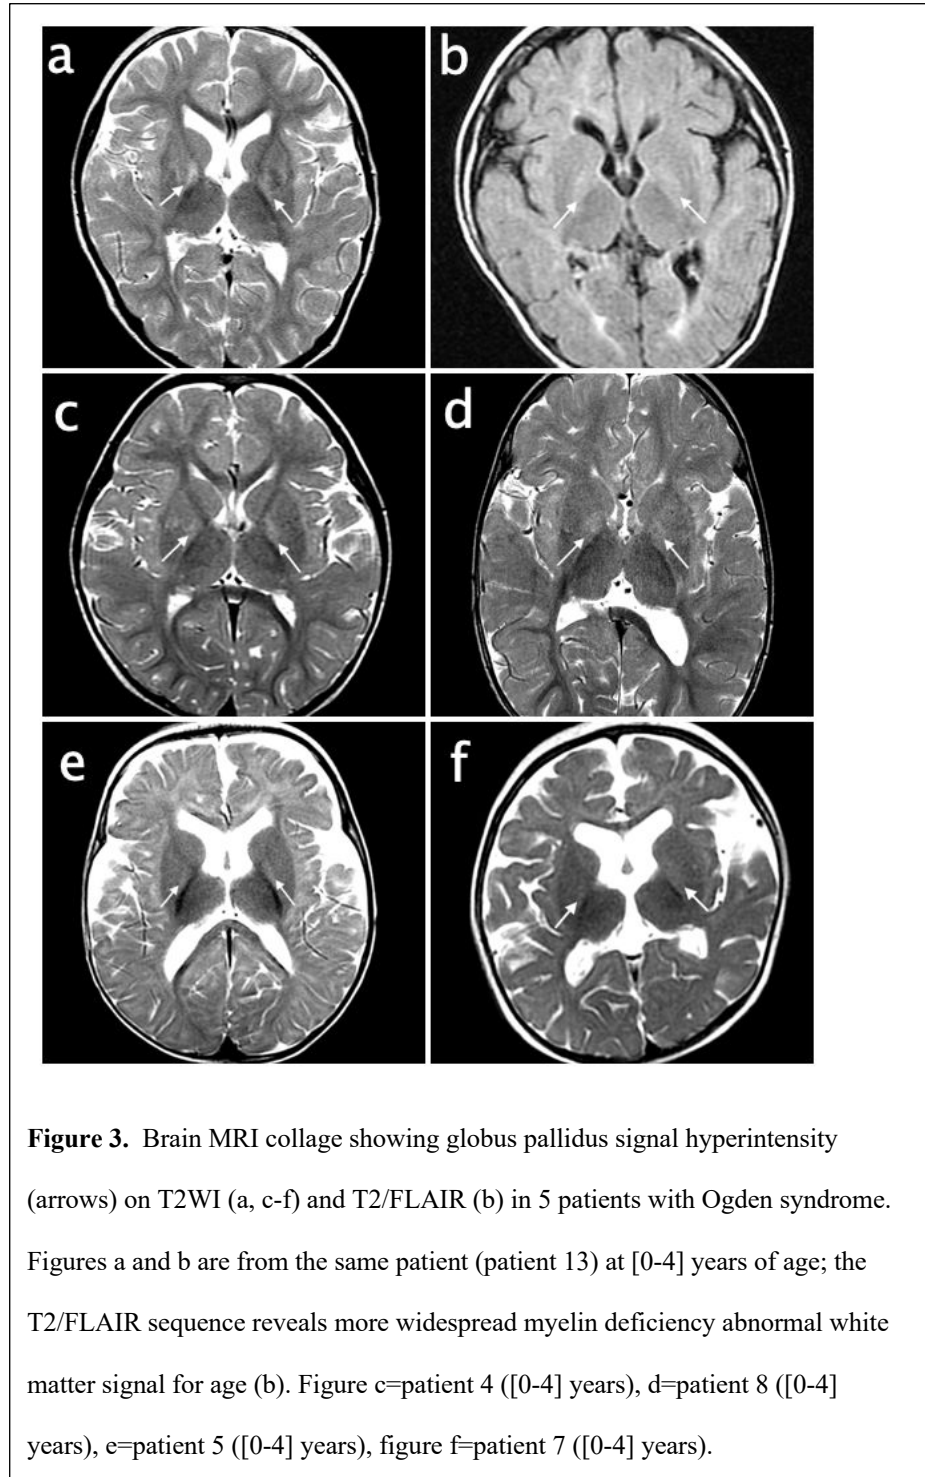 a
b
c
d
e
f
Figure 3. Brain MRI collage showing globus pallidus signal hyperintensity
(arrows) on T2WI (a, c-f) and T2/FLAIR (b) in 5 patients with Ogden syndrome.
Figures a and b are from the same patient (patient 13) at [0-4] years of age; the
T2/FLAIR sequence reveals more widespread myelin deficiency abnormal white
matter signal for age (b). Figure c=patient 4 ([0-4] years), d=patient 8 ([0-4]
years), e=patient 5 ([0-4] years), figure f=patient 7 ([0-4] years).